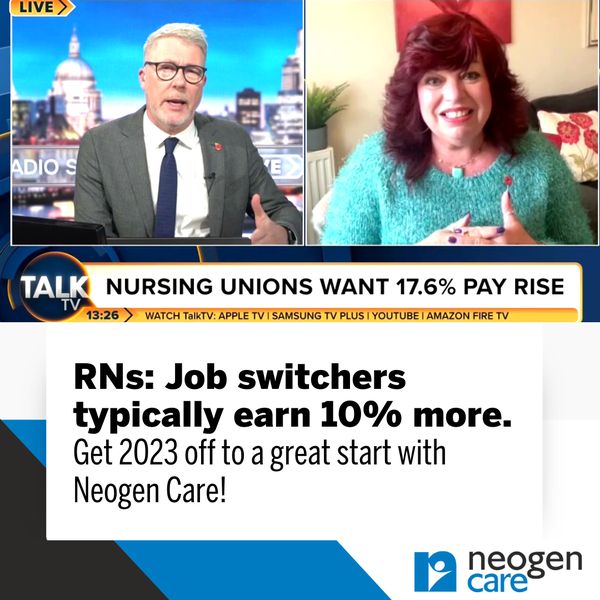 LIVE
ADIO S
VE
TALK
TV
NURSING UNIONS WANT 17.6% PAY RISE
13:26 WATCH TalkTV: APPLE TV | SAMSUNG TV PLUS | YOUTUBE | AMAZON FIRE TV
RNs: Job switchers
typically earn 10% more.
Get 2023 off to a great start with
Neogen Care!
neogen
care